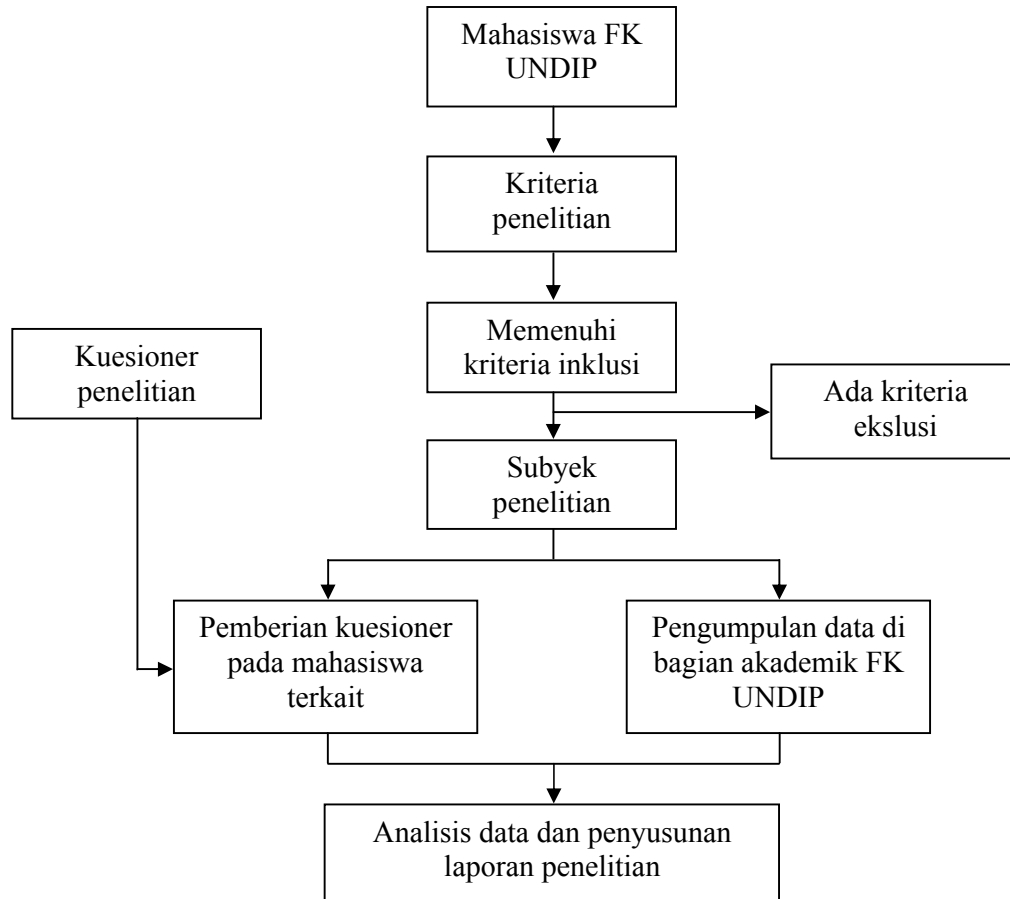 Mahasiswa FK
UNDIP
Kriteria
penelitian
Memenuhi
kriteria inklusi
Kuesioner
penelitian
Ada kriteria
ekslusi
Subyek
penelitian
Pemberian kuesioner
pada mahasiswa
terkait
Pengumpulan data di
bagian akademik FK
UNDIP
Analisis data dan penyusunan
laporan penelitian